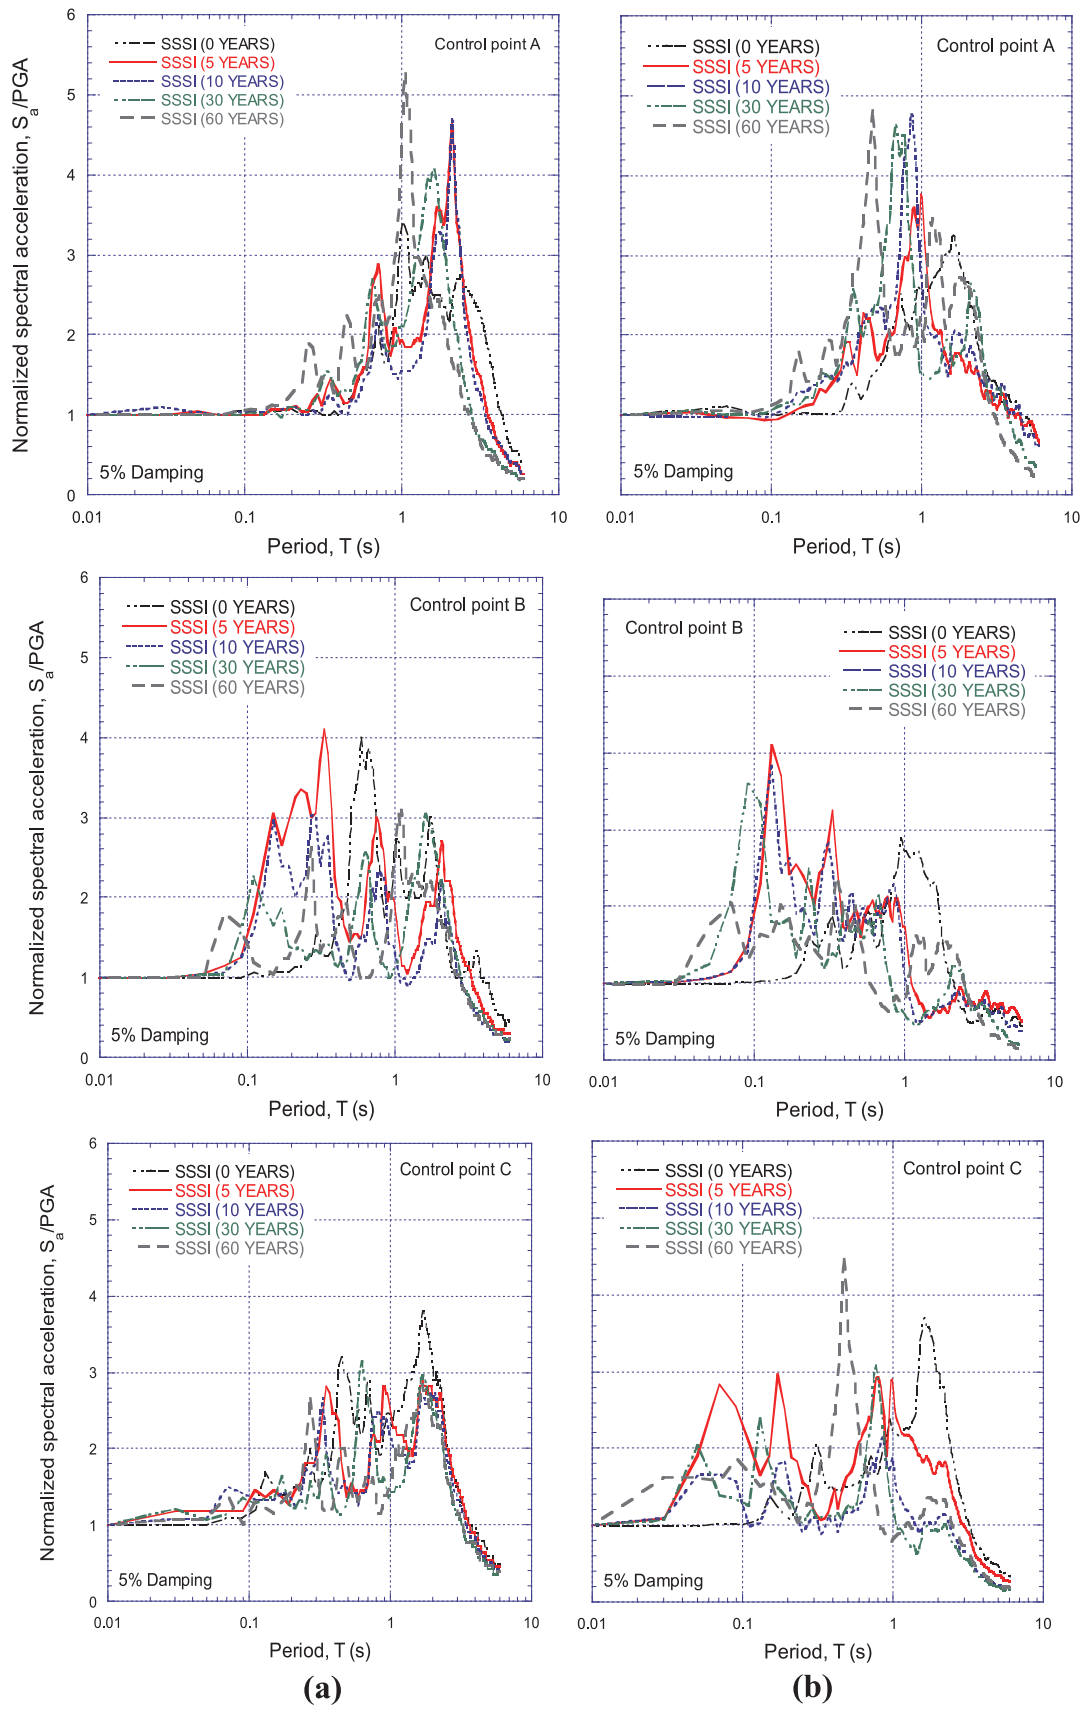 Normalized spectral acceleration, Sa/PGA
6
5
4
3
2
1
0
SSSI (0 YEARS)
SSSI (5 YEARS)
SSSI (10 YEARS)
SSSI (30 YEARS)
SSSI (60 YEARS)
Control point A
5% Damping
0.01 0.1 1 10
Period, T (s)
SSSI (0 YEARS)
SSSI (5 YEARS)
SSSI (10 YEARS)
SSSI (30 YEARS)
SSSI (60 YEARS)
Control point A
5% Damping
0.01 0.1 1 10
Period, T (s)
Normalized spectral acceleration, Sa/PGA
6
5
4
3
2
1
0
SSSI (0 YEARS)
SSSI (5 YEARS)
SSSI (10 YEARS)
SSSI (30 YEARS)
SSSI (60 YEARS)
Control point B
5% Damping
0.01 0.1 1 10
Period, T (s)
Control point B
SSSI (0 YEARS)
SSSI (5 YEARS)
SSSI (10 YEARS)
SSSI (30 YEARS)
SSSI (60 YEARS)
5% Damping
0.01 0.1 1 10
Period, T (s)
Normalized spectral acceleration, Sa/PGA
6
5
4
3
2
1
0
SSSI (0 YEARS)
SSSI (5 YEARS)
SSSI (10 YEARS)
SSSI (30 YEARS)
SSSI (60 YEARS)
Control point C
5% Damping
0.01 0.1 1 10
Period, T (s)
(a)
SSSI (0 YEARS)
SSSI (5 YEARS)
SSSI (10 YEARS)
SSSI (30 YEARS)
SSSI (60 YEARS)
Control point C
5% Damping
0.01 0.1 1 10
Period, T (s)
(b)